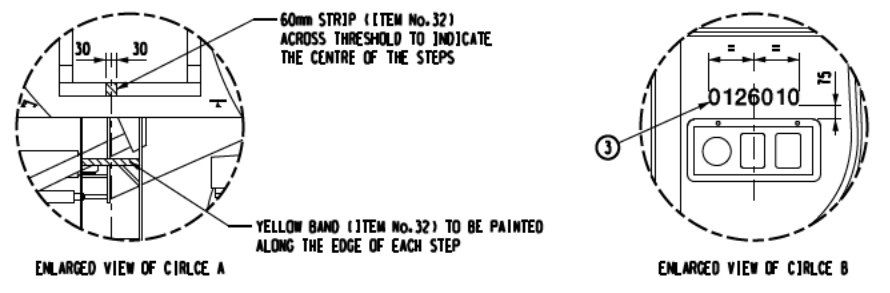 60mm STRIP (ITEM No.32)
ACROSS THRESHOLD TO INDICATE
THE CENTRE OF THE STEPS
30 30
YELLOW BAND (ITEM No.32) TO BE PAINTED
ALONG THE EDGE OF EACH STEP
ENLARGED VIEW OF CIRLCE A
= =
75
0126010
3
ENLARGED VIEW OF CIRLCE B